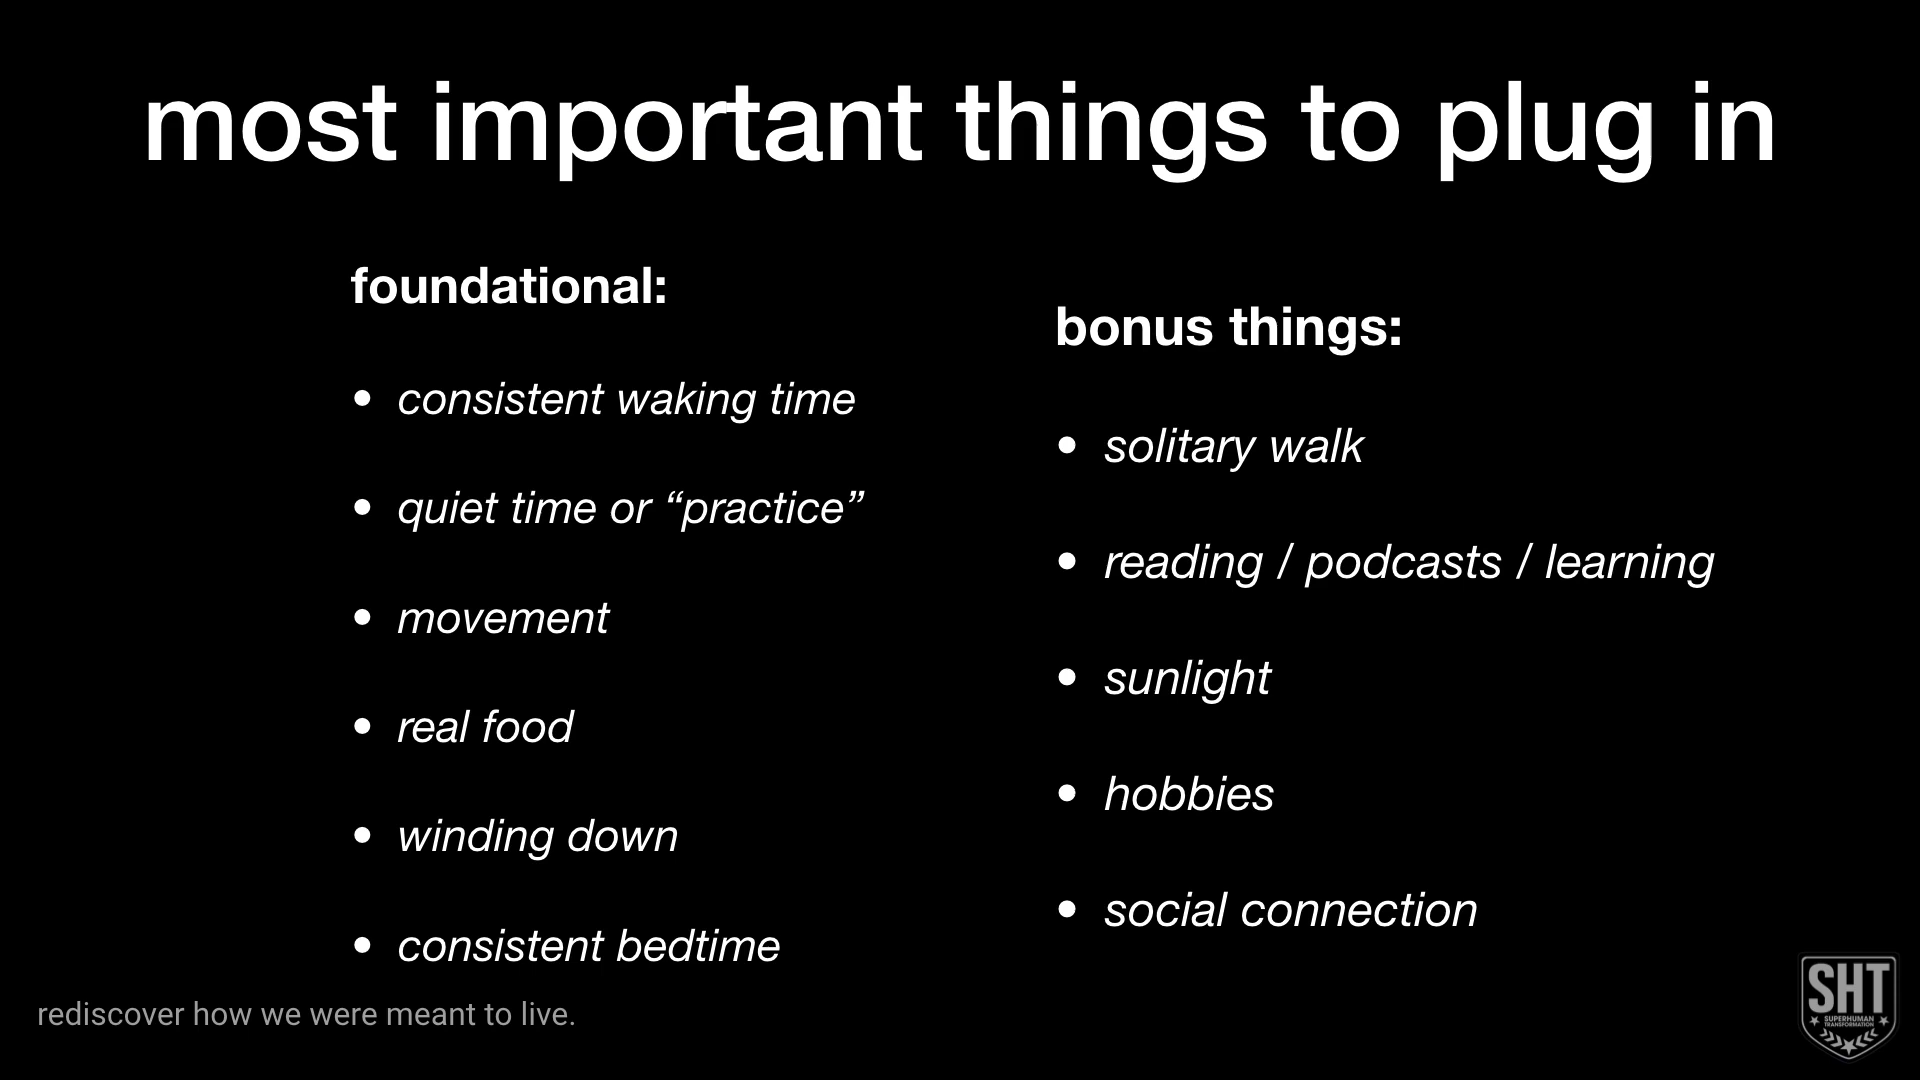 most important things to plug in
foundational:
• consistent waking time
• quiet time or “practice”
• movement
• real food
• winding down
• consistent bedtime
bonus things:
• solitary walk
• reading / podcasts / learning
• sunlight
• hobbies
• social connection
rediscover how we were meant to live.
SHT
SUPERHUMAN
TRANSFORMATION